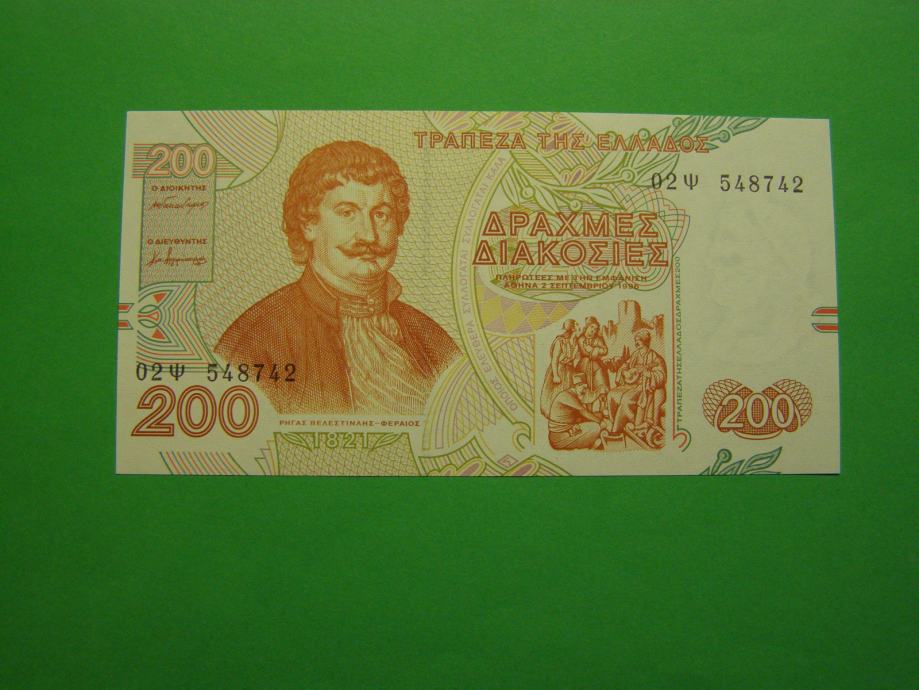 ΤΡΑΠΕΖΑ ΤΗΣ ΕΛΛΑΔΟΣ
200
02Ψ 548742
Ο ΔΙΟΙΚΗΤΗΣ
Ο ΔΙΕΥΘΥΝΤΗΣ
ΔΡΑΧΜΕΣ
ΔΙΑΚΟΣΙΕΣ
ΠΛΗΡΩΤΕΕΣ ΜΕ ΤΗΝ ΕΜΦΑΝΙΣΗ
ΑΘΗΝΑ 2 ΣΕΠΤΕΜΒΡΙΟΥ 1996
ΤΡΑΠΕΖΑΤΗΣΕΛΛΑΔΟΣΔΡΑΧΜΕΣ200
02Ψ 548742
200
200
ΡΗΓΑΣ ΒΕΛΕΣΤΙΝΛΗΣ-ΦΕΡΑΙΟΣ
1821